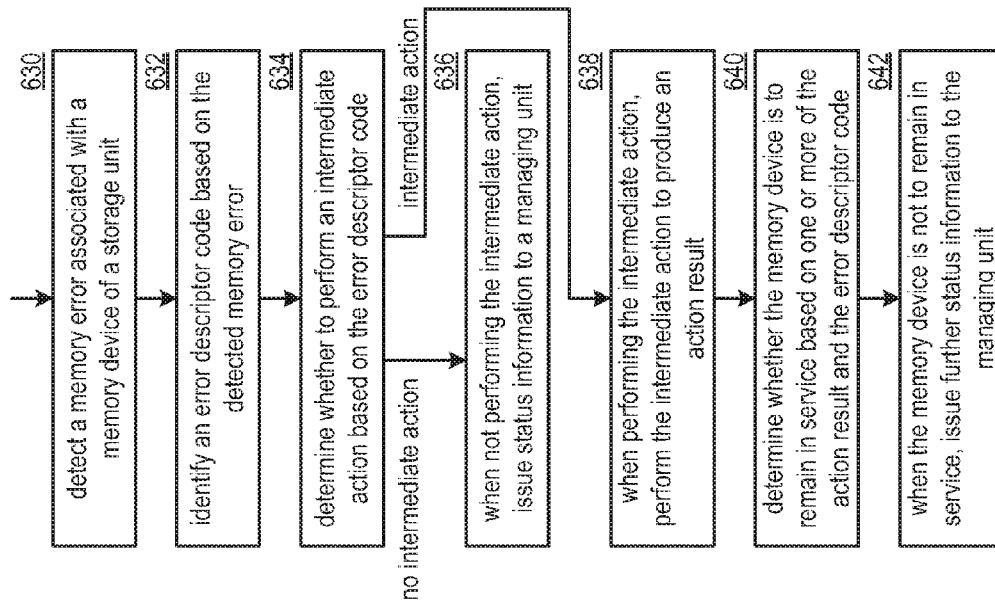 630
detect a memory error associated with a
memory device of a storage unit
632
identify an error descriptor code based on the
detected memory error
634
determine whether to perform an intermediate
action based on the error descriptor code
no intermediate action
intermediate action
636
when not performing the intermediate action,
issue status information to a managing unit
638
when performing the intermediate action,
perform the intermediate action to produce an
action result
640
determine whether the memory device is to
remain in service based on one or more of the
action result and the error descriptor code
642
when the memory device is not to remain in
service, issue further status information to the
managing unit